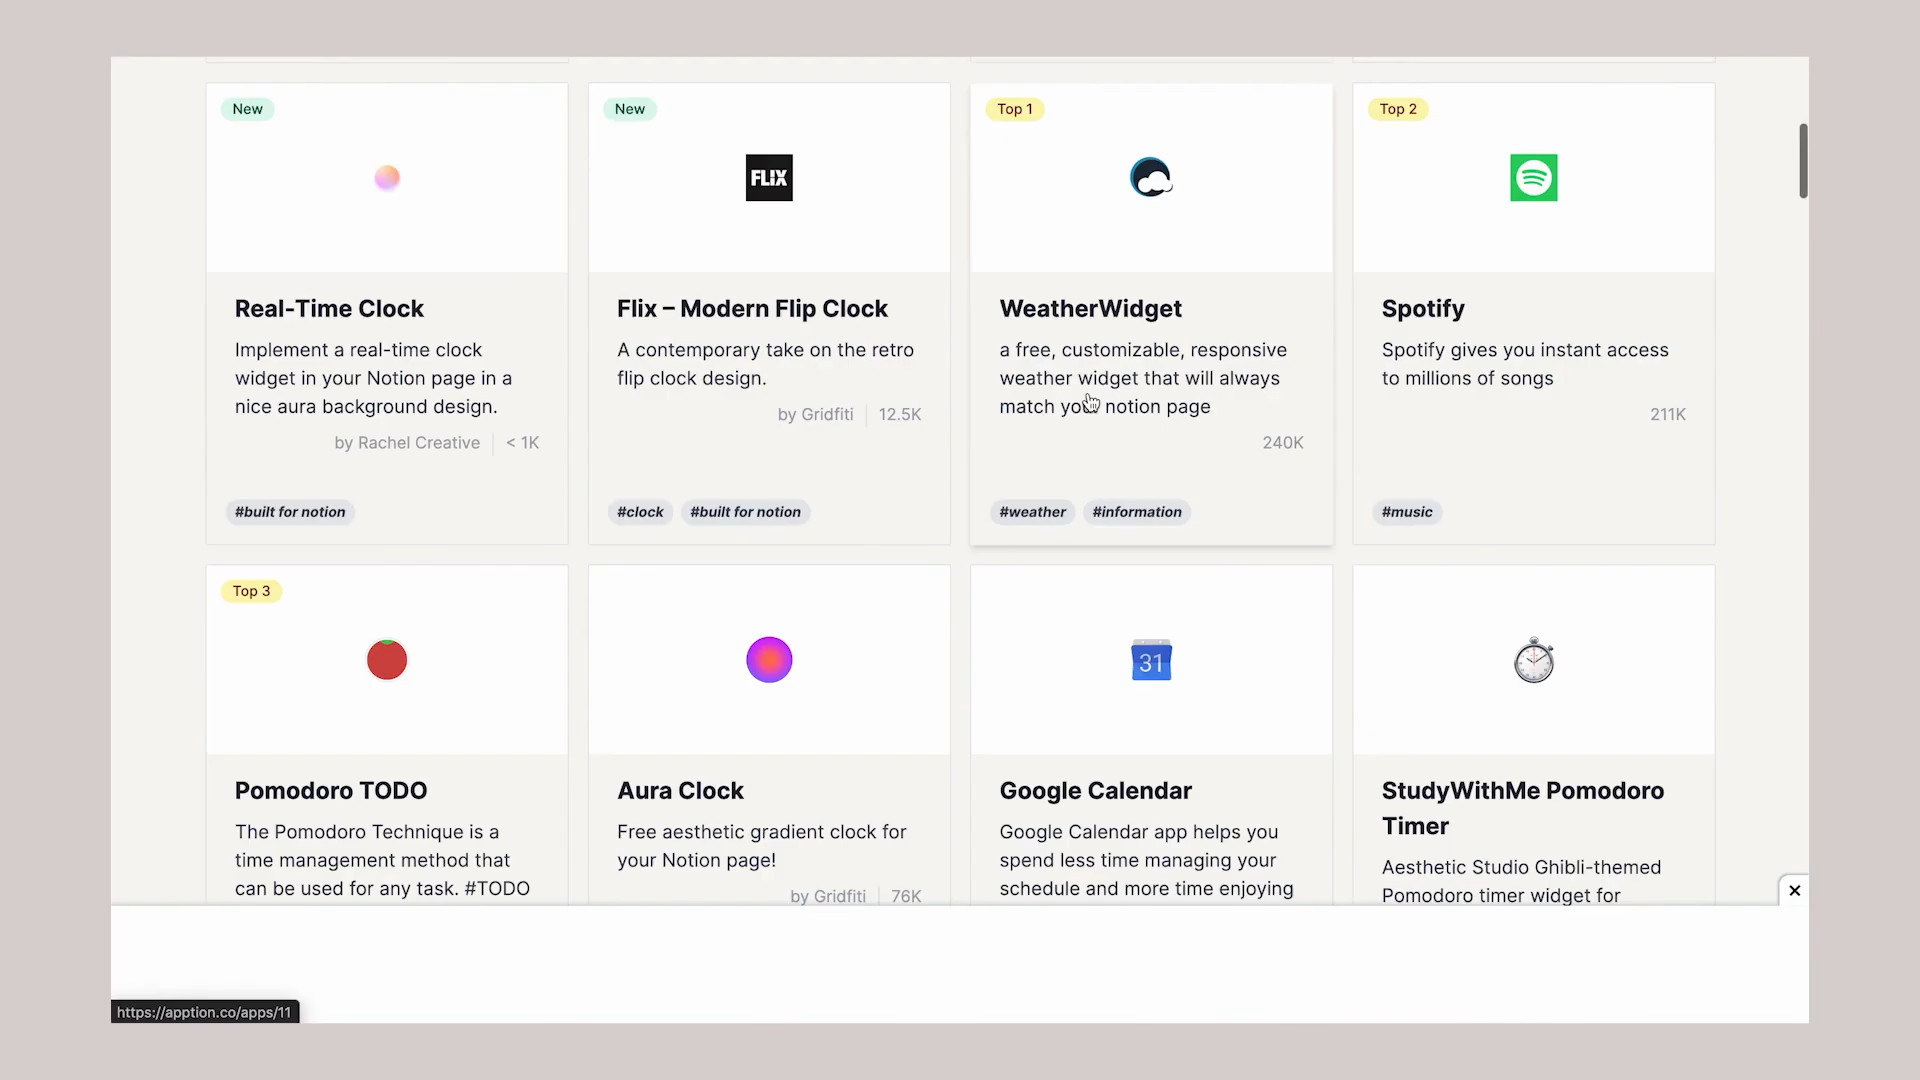 New
Real-Time Clock
Implement a real-time clock
widget in your Notion page in a
nice aura background design.
by Rachel Creative < 1K
#built for notion
New
FLIX
Flix – Modern Flip Clock
A contemporary take on the retro
flip clock design.
by Gridfiti 12.5K
#clock #built for notion
Top 1
WeatherWidget
a free, customizable, responsive
weather widget that will always
match your notion page
240K
#weather #information
Top 2
Spotify
Spotify gives you instant access
to millions of songs
211K
#music
Top 3
Pomodoro TODO
The Pomodoro Technique is a
time management method that
can be used for any task. #TODO
Aura Clock
Free aesthetic gradient clock for
your Notion page!
by Gridfiti 76K
31
Google Calendar
Google Calendar app helps you
spend less time managing your
schedule and more time enjoying
StudyWithMe Pomodoro
Timer
Aesthetic Studio Ghibli-themed
Pomodoro timer widget for
https://apption.co/apps/11